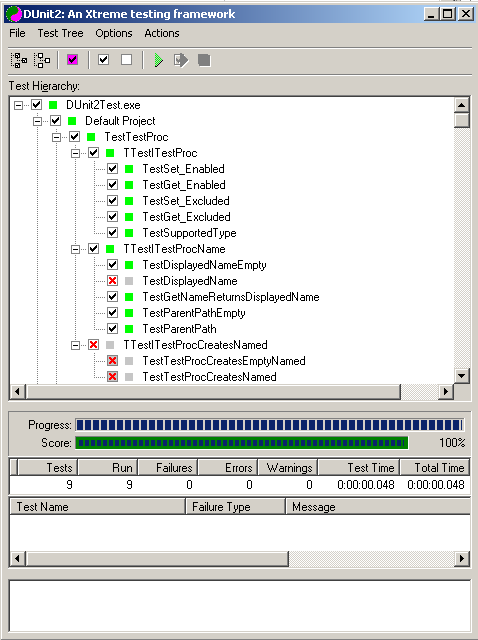 DUnit2: An Xtreme testing framework
File Test Tree Options Actions
Test Hierarchy:
DUnit2Test.exe
Default Project
TestTestProc
TTestITestProc
TestSet_Enabled
TestGet_Enabled
TestSet_Excluded
TestGet_Excluded
TestSupportedType
TTestITestProcName
TestDisplayedNameEmpty
TestDisplayedName
TestGetNameReturnsDisplayedName
TestParentPathEmpty
TestParentPath
TTestITestProcCreatesNamed
TestTestProcCreatesEmptyNamed
TestTestProcCreatesNamed
Progress:
Score: 100%
Tests Run Failures Errors Warnings Test Time Total Time
9 9 0 0 0 0:00:00.048 0:00:00.048
Test Name Failure Type Message